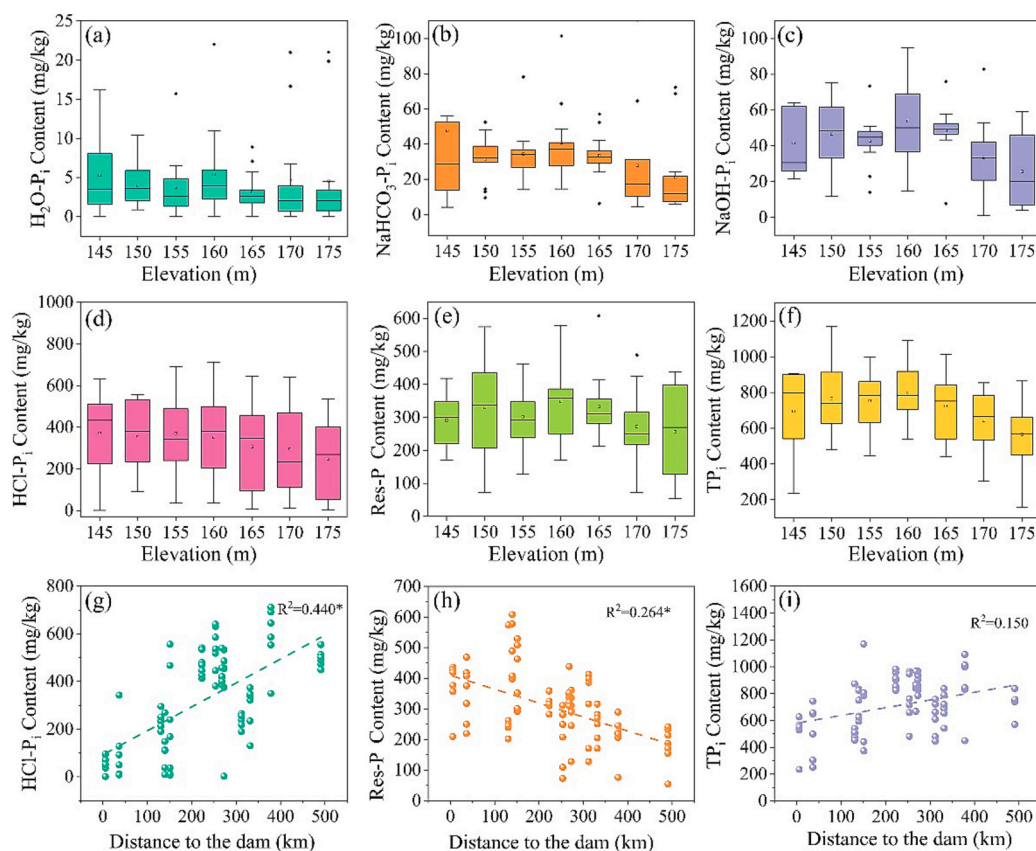 (a)
H₂O-Pᵢ Content (mg/kg)
25
20
15
10
5
0
145 150 155 160 165 170 175
Elevation (m)
(b)
NaHCO₃-Pᵢ Content (mg/kg)
100
80
60
40
20
0
145 150 155 160 165 170 175
Elevation (m)
(c)
NaOH-Pᵢ Content (mg/kg)
100
80
60
40
20
0
145 150 155 160 165 170 175
Elevation (m)
(d)
HCl-Pᵢ Content (mg/kg)
1000
800
600
400
200
0
145 150 155 160 165 170 175
Elevation (m)
(e)
Res-P Content (mg/kg)
600
500
400
300
200
100
0
145 150 155 160 165 170 175
Elevation (m)
(f)
TPᵢ Content (mg/kg)
1200
1000
800
600
400
200
145 150 155 160 165 170 175
Elevation (m)
(g)
R²=0.440*
HCl-Pᵢ Content (mg/kg)
800
600
400
200
0
0 100 200 300 400 500
Distance to the dam (km)
(h)
R²=0.264*
Res-P Content (mg/kg)
700
600
500
400
300
200
100
0
0 100 200 300 400 500
Distance to the dam (km)
(i)
R²=0.150
TPᵢ Content (mg/kg)
1600
1400
1200
1000
800
600
400
200
0
0 100 200 300 400 500
Distance to the dam (km)